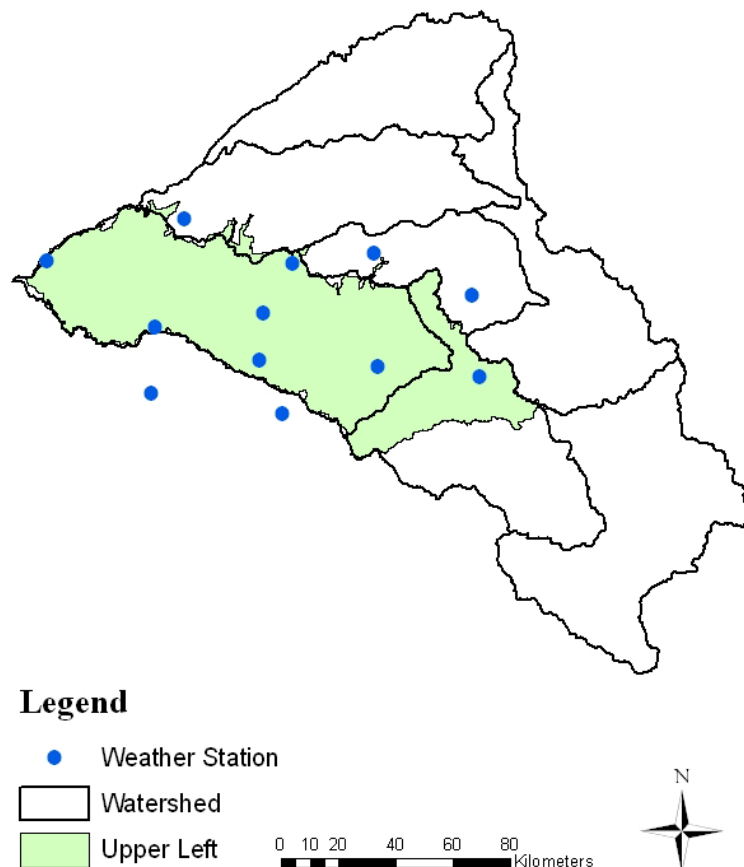 Legend
Weather Station
Watershed
Upper Left
N
0 10 20 40 60 80
Kilometers